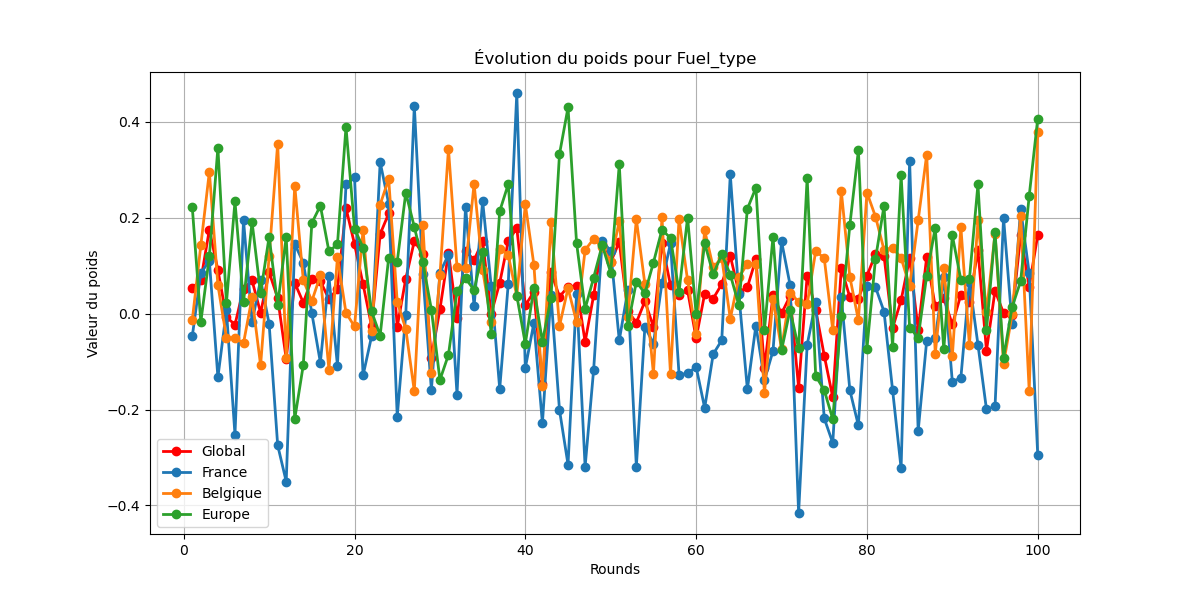 Évolution du poids pour Fuel_type
Valeur du poids
0.4
0.2
0.0
−0.2
−0.4
Global
France
Belgique
Europe
0 20 40 60 80 100
Rounds